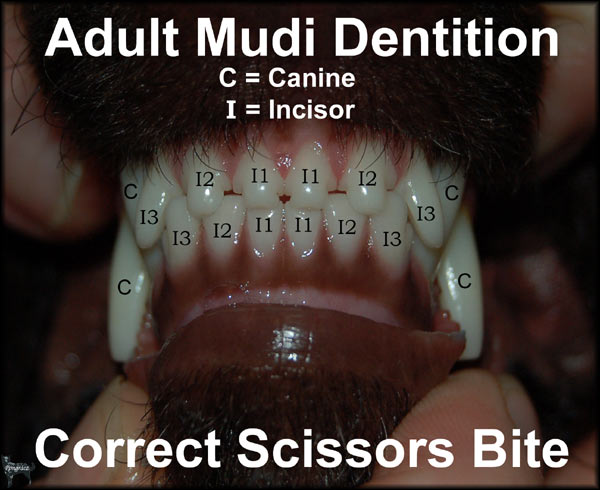 Adult Mudi Dentition
C = Canine
I = Incisor
C I3 I2 I1 I1 I2 I3 C
C I3 I2 I1 I1 I2 I3 C
Correct Scissors Bite